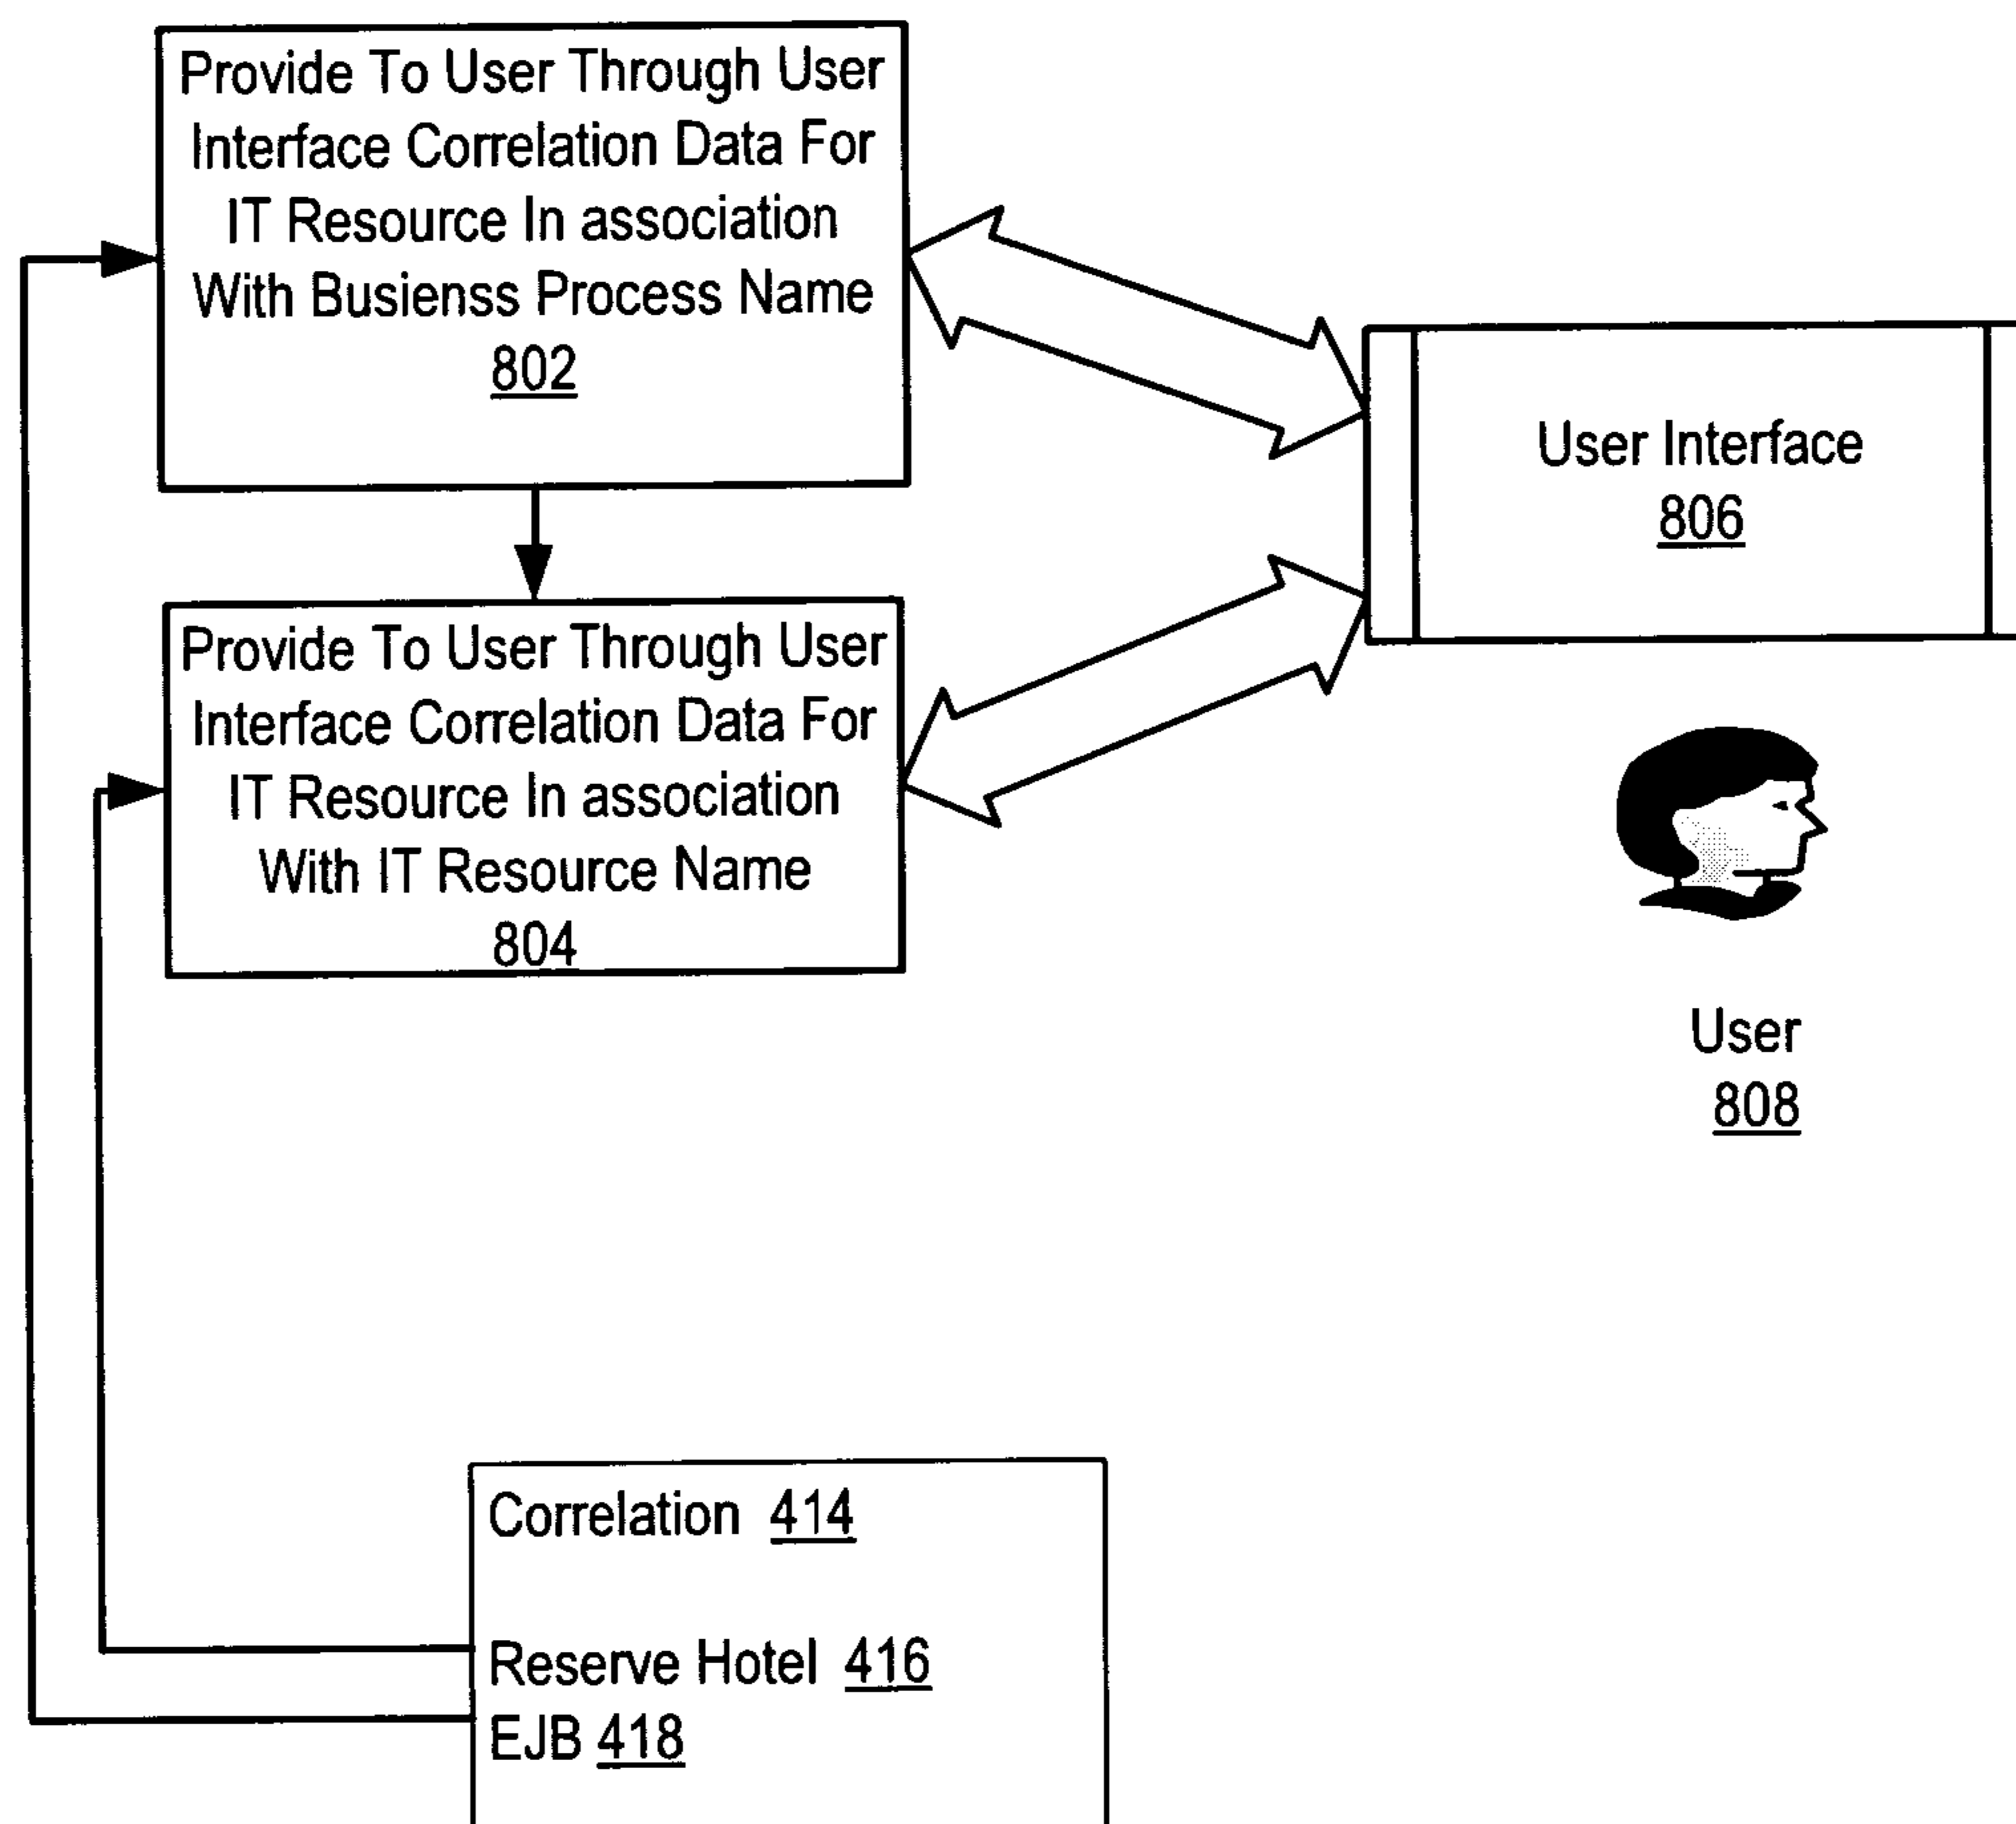 Provide To User Through User
Interface Correlation Data For
IT Resource In association
With Busienss Process Name
802
User Interface
806
Provide To User Through User
Interface Correlation Data For
IT Resource In association
With IT Resource Name
804
User
808
Correlation 414
Reserve Hotel 416
EJB 418